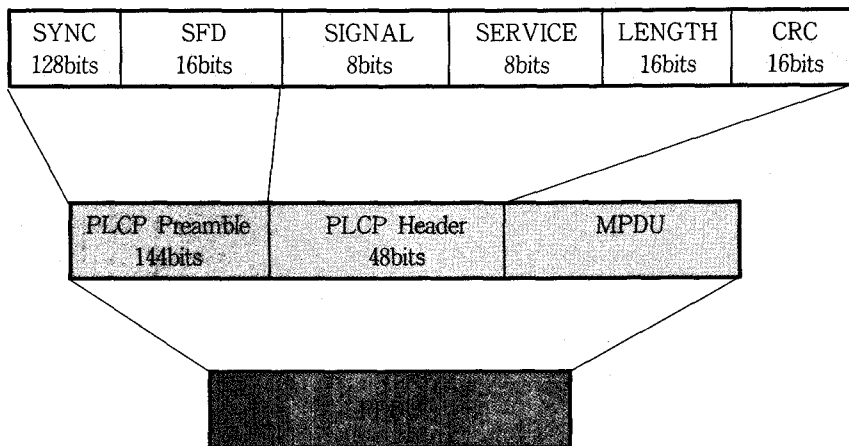 SYNC SFD SIGNAL SERVICE LENGTH CRC
128bits 16bits 8bits 8bits 16bits 16bits
PLCP Preamble PLCP Header MPDU
144bits 48bits